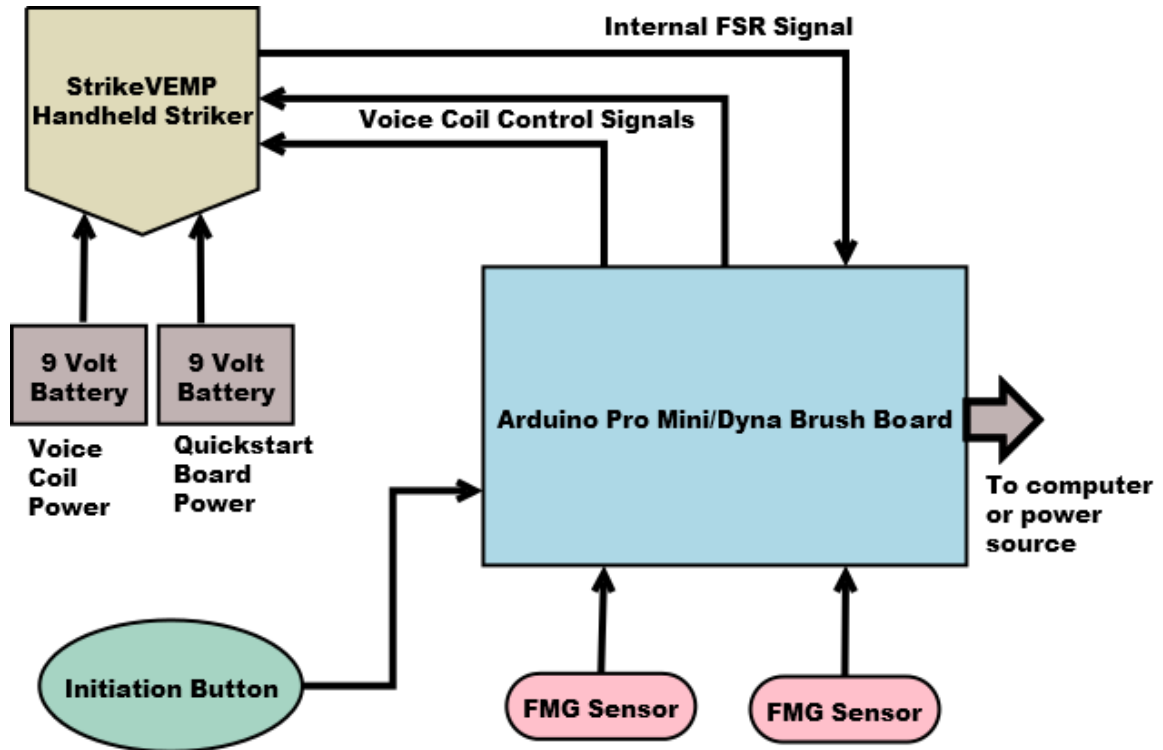 Internal FSR Signal
StrikeVEMP
Handheld Striker
Voice Coil Control Signals
9 Volt
Battery
9 Volt
Battery
Voice
Coil
Power
Quickstart
Board
Power
Arduino Pro Mini/Dyna Brush Board
To computer
or power
source
Initiation Button
FMG Sensor
FMG Sensor